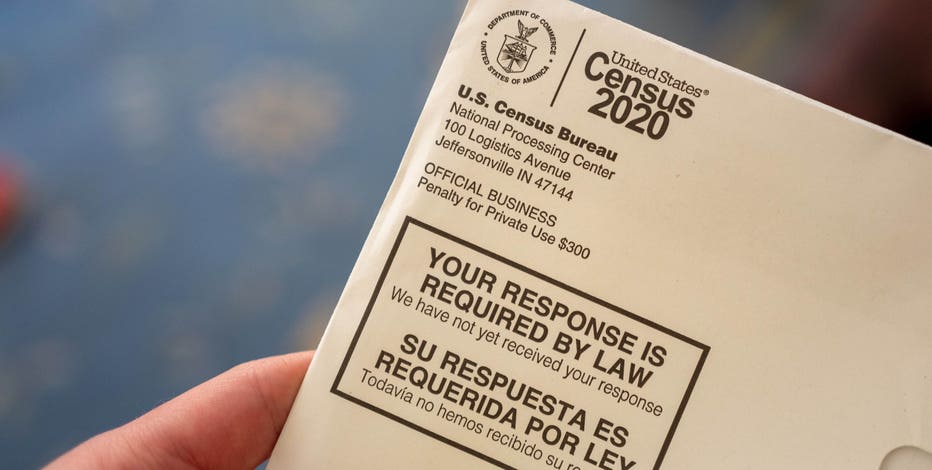 DEPARTMENT OF COMMERCE
UNITED STATES OF AMERICA
United States®
Census
2020
U.S. Census Bureau
National Processing Center
100 Logistics Avenue
Jeffersonville IN 47144
OFFICIAL BUSINESS
Penalty for Private Use $300
YOUR RESPONSE IS
REQUIRED BY LAW
We have not yet received your response
SU RESPUESTA ES
REQUERIDA POR LEY
Todavía no hemos recibido su